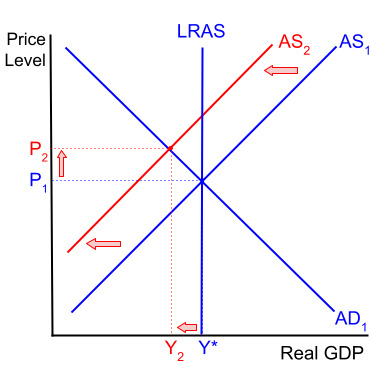 LRAS
Price
Level
AS2
AS1
P2
P1
AD1
Y2
Y*
Real GDP